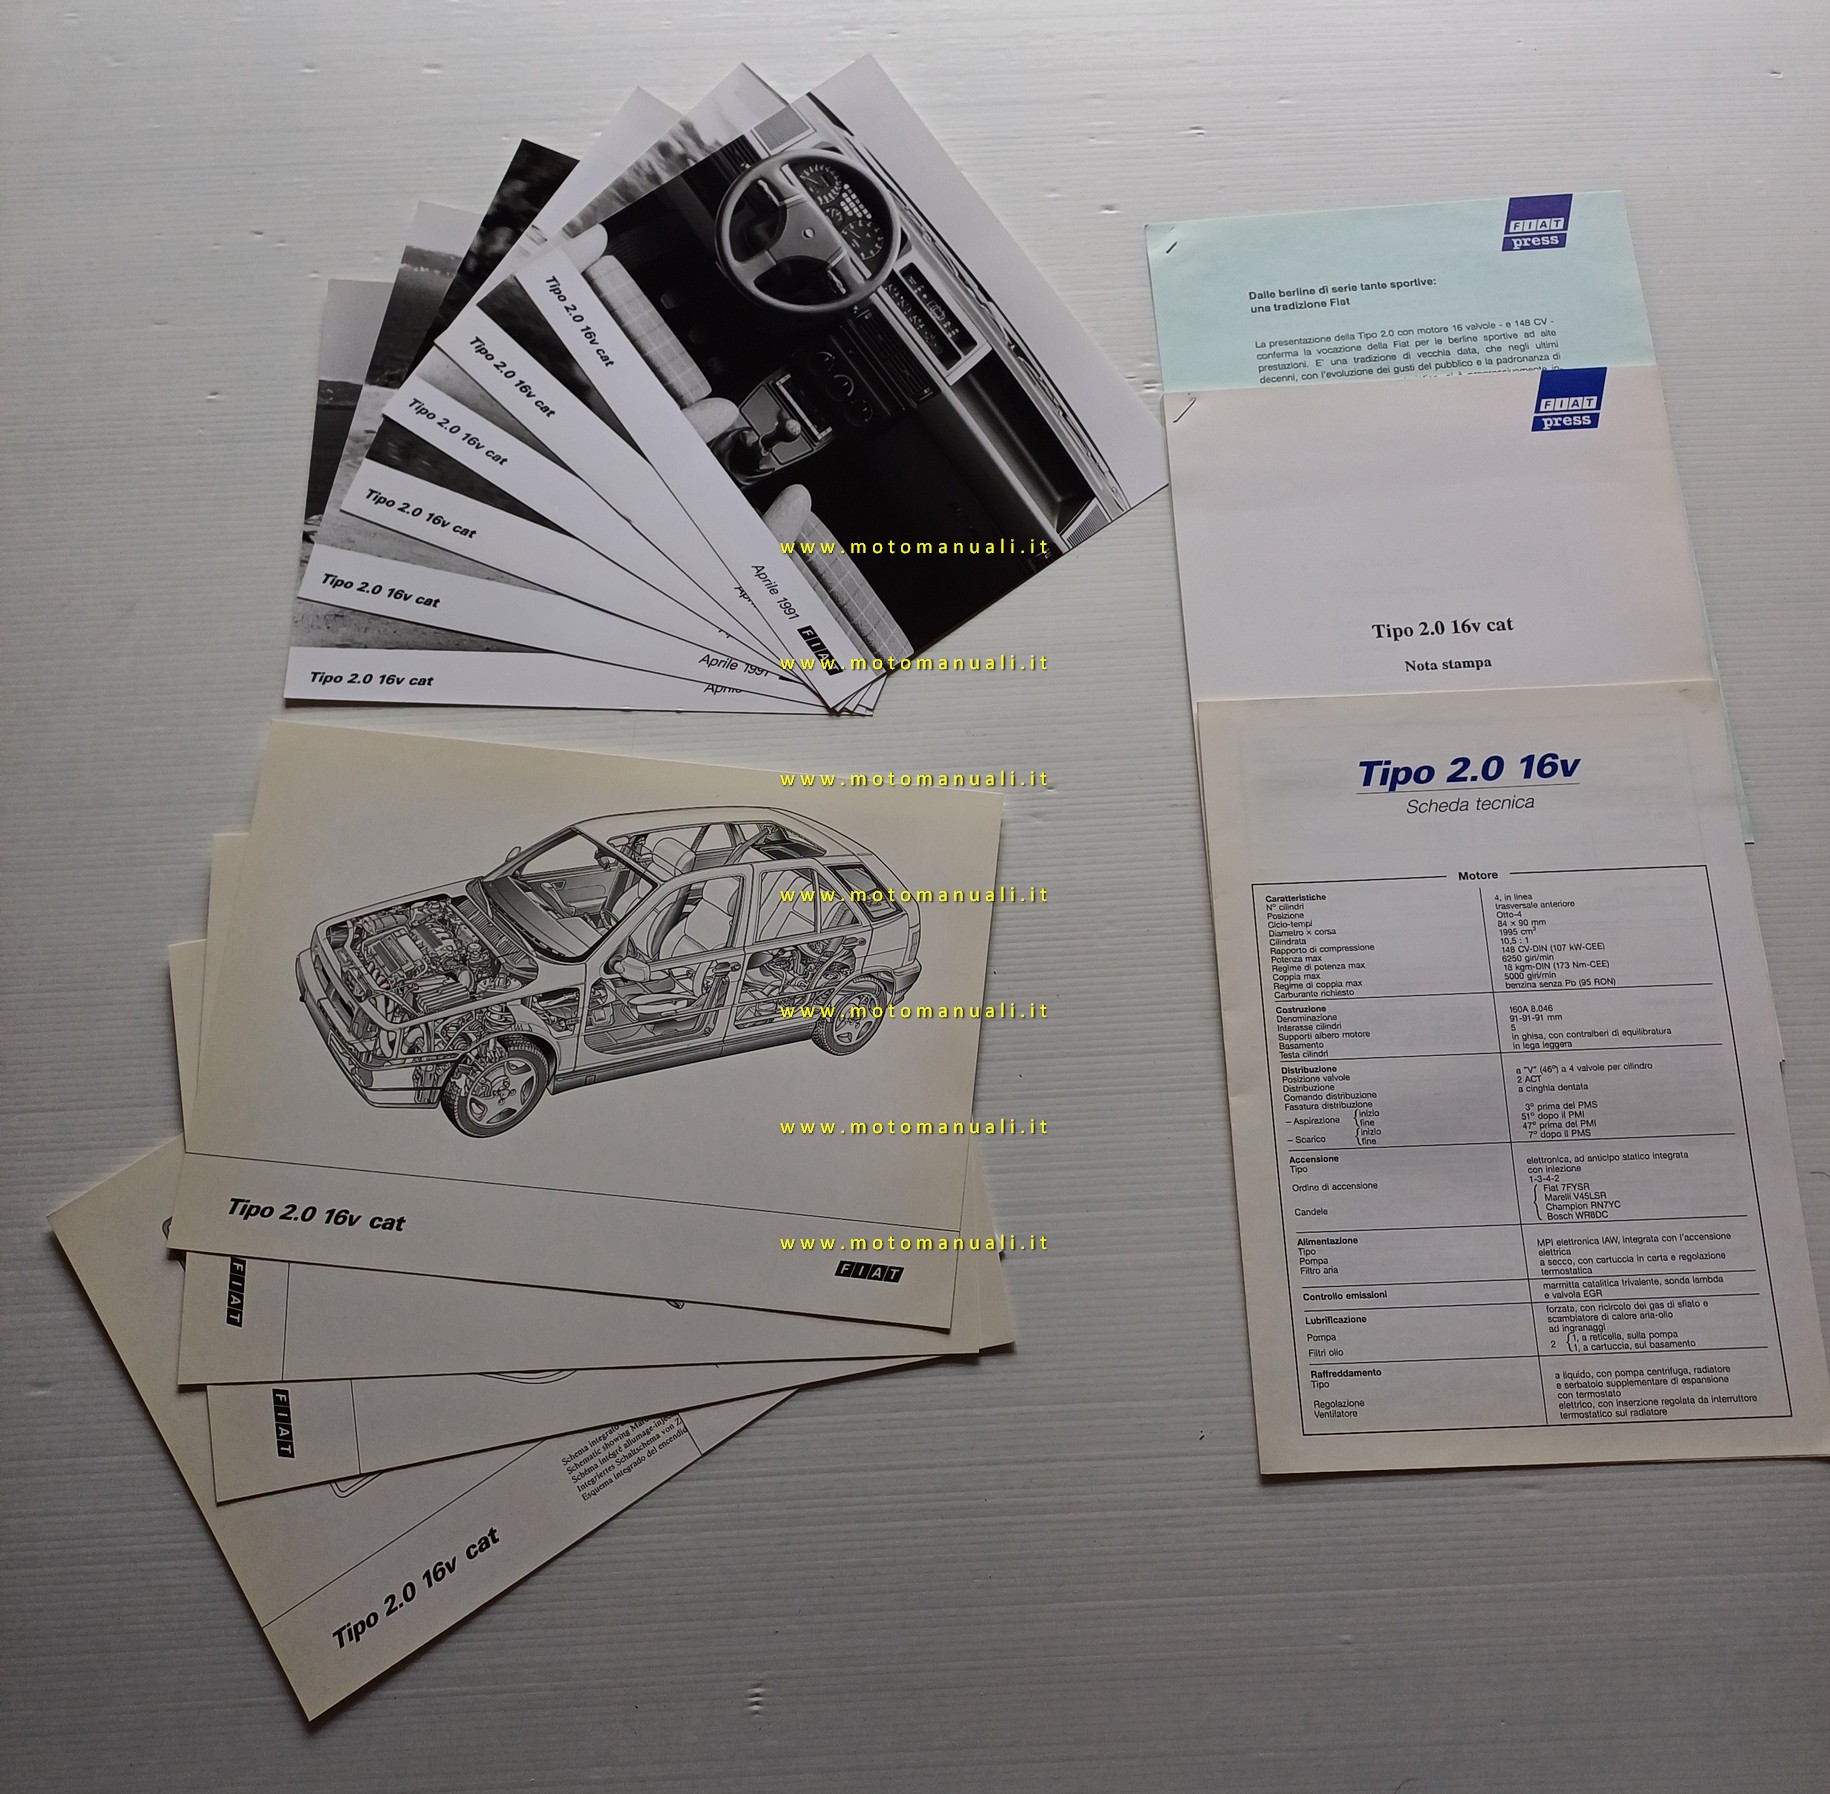 Tipo 2.0 16v cat
Aprile 1991
FIAT
Tipo 2.0 16v cat
Tipo 2.0 16v cat
Tipo 2.0 16v cat
Tipo 2.0 16v cat
Aprile 1991
Tipo 2.0 16v cat
FIAT
press
Dalle berline di serie tante sportive:
una tradizione Fiat
La presentazione della Tipo 2.0 con motore 16 valvole - e 148 CV -
conferma la vocazione della Fiat per le berline sportive ad alte
prestazioni. E' una tradizione di vecchia data, che negli ultimi
decenni, con l'evoluzione dei gusti del pubblico e la padronanza di
FIAT
press
Tipo 2.0 16v cat
Nota stampa
Tipo 2.0 16v
Scheda tecnica
Motore
Caratteristiche
N° cilindri 4, in linea
Posizione trasversale anteriore
Ciclo-tempi Otto-4
Diametro x corsa 84 x 90 mm
Cilindrata 1995 cm³
Rapporto di compressione 10,5 : 1
Potenza max 148 CV-DIN (107 kW-CEE)
Regime di potenza max 6250 giri/min
Coppia max 18 kgm-DIN (173 Nm-CEE)
Regime di coppia max 5000 giri/min
Carburante richiesto benzina senza Pb (95 RON)
Costruzione
Denominazione 160A 8.046
Interasse cilindri 91-91-91 mm
Supporti albero motore 5
Basamento in ghisa, con contralberi di equilibratura
Testa cilindri in lega leggera
Distribuzione
Posizione valvole a "V" (46°) a 4 valvole per cilindro
Distribuzione 2 ACT
Comando distribuzione a cinghia dentata
Fasatura distribuzione
– Aspirazione { inizio 3° prima del PMS
fine 51° dopo il PMI
– Scarico { inizio 47° prima del PMI
fine 7° dopo il PMS
Accensione
Tipo elettronica, ad anticipo statico integrata
con iniezione
Ordine di accensione 1-3-4-2
Candele { Fiat 7FYSR
Marelli V45LSR
Champion RN7YC
Bosch WR8DC
Alimentazione
Tipo MPI elettronica IAW, integrata con l'accensione
Pompa elettrica
Filtro aria a secco, con cartuccia in carta e regolazione
termostatica
Controllo emissioni marmitta catalitica trivalente, sonda lambda
e valvola EGR
Lubrificazione forzata, con ricircolo dei gas di sfiato e
scambiatore di calore aria-olio
Pompa ad ingranaggi
Filtri olio 2 { 1, a reticella, sulla pompa
1, a cartuccia, sul basamento
Raffreddamento
Tipo a liquido, con pompa centrifuga, radiatore
e serbatoio supplementare di espansione
Regolazione con termostato
Ventilatore elettrico, con inserzione regolata da interruttore
termostatico sul radiatore
Tipo 2.0 16v cat
FIAT
FIAT
FIAT
Schema integrato
Schematic showing
Schéma intégré allumage-injec
Integriertes Schaltschema von Z
Esquema integrado del encendid
Tipo 2.0 16v cat
www.motomanuali.it
www.motomanuali.it
www.motomanuali.it
www.motomanuali.it
www.motomanuali.it
www.motomanuali.it
www.motomanuali.it